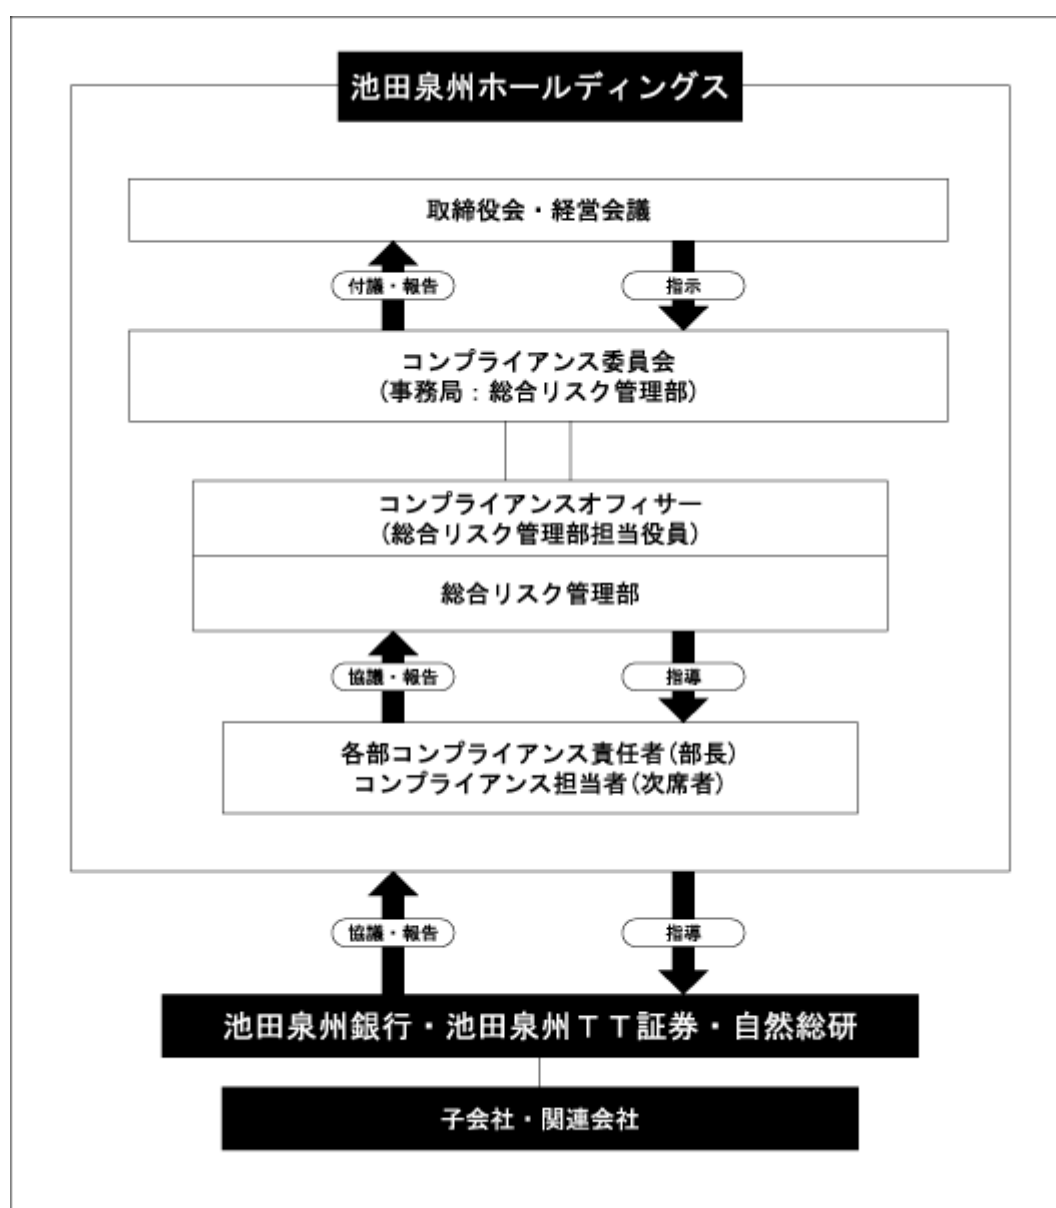 池田泉州ホールディングス
取締役会・経営会議
付議・報告
指示
コンプライアンス委員会
(事務局：総合リスク管理部)
コンプライアンスオフィサー
(総合リスク管理部担当役員)
総合リスク管理部
協議・報告
指導
各部コンプライアンス責任者(部長)
コンプライアンス担当者(次席者)
協議・報告
指導
池田泉州銀行・池田泉州ＴＴ証券・自然総研
子会社・関連会社